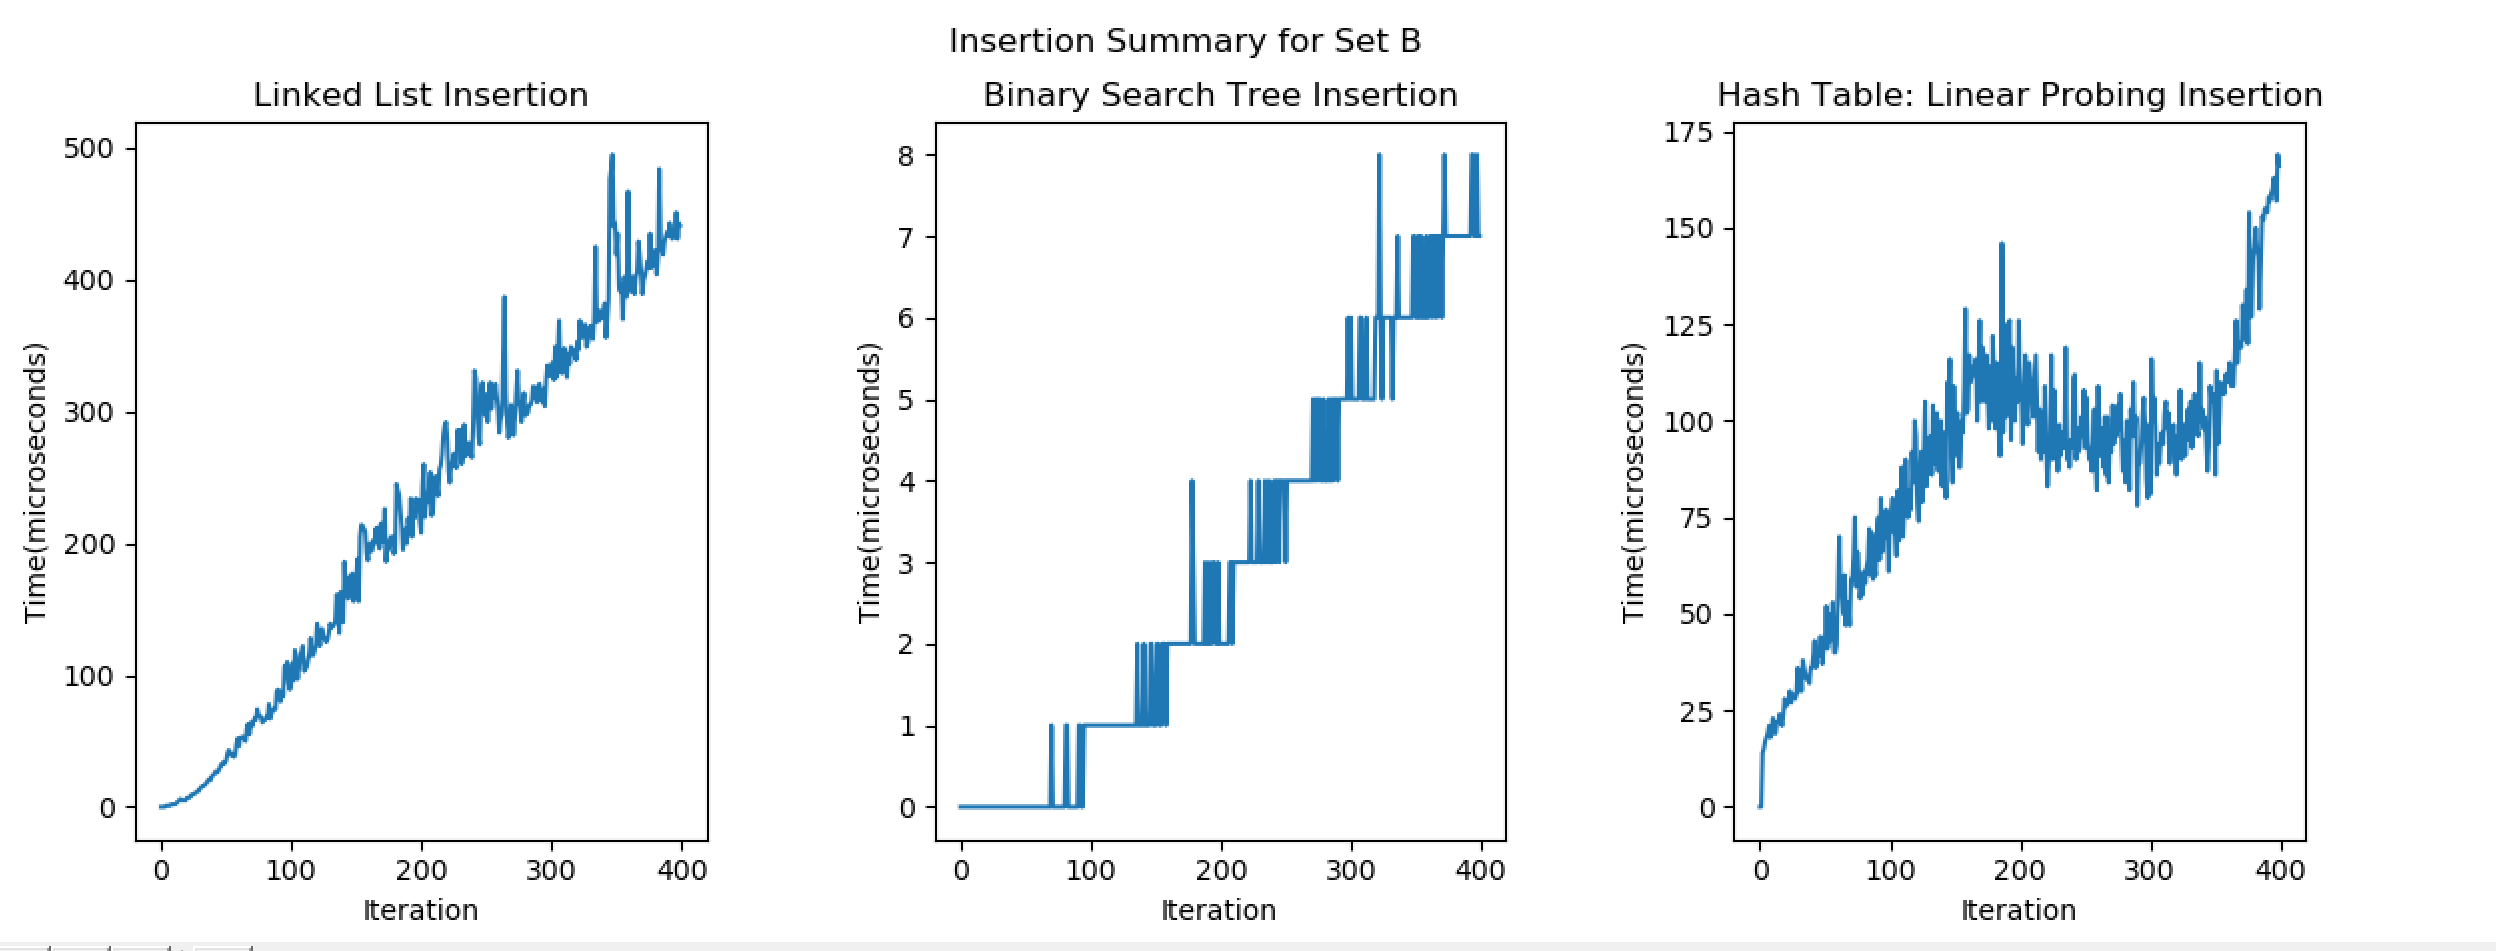 Insertion Summary for Set B
Linked List Insertion
500
400
300
200
100
0
Time(microseconds)
0 100 200 300 400
Iteration
Binary Search Tree Insertion
8
7
6
5
4
3
2
1
0
Time(microseconds)
0 100 200 300 400
Iteration
Hash Table: Linear Probing Insertion
175
150
125
100
75
50
25
0
Time(microseconds)
0 100 200 300 400
Iteration